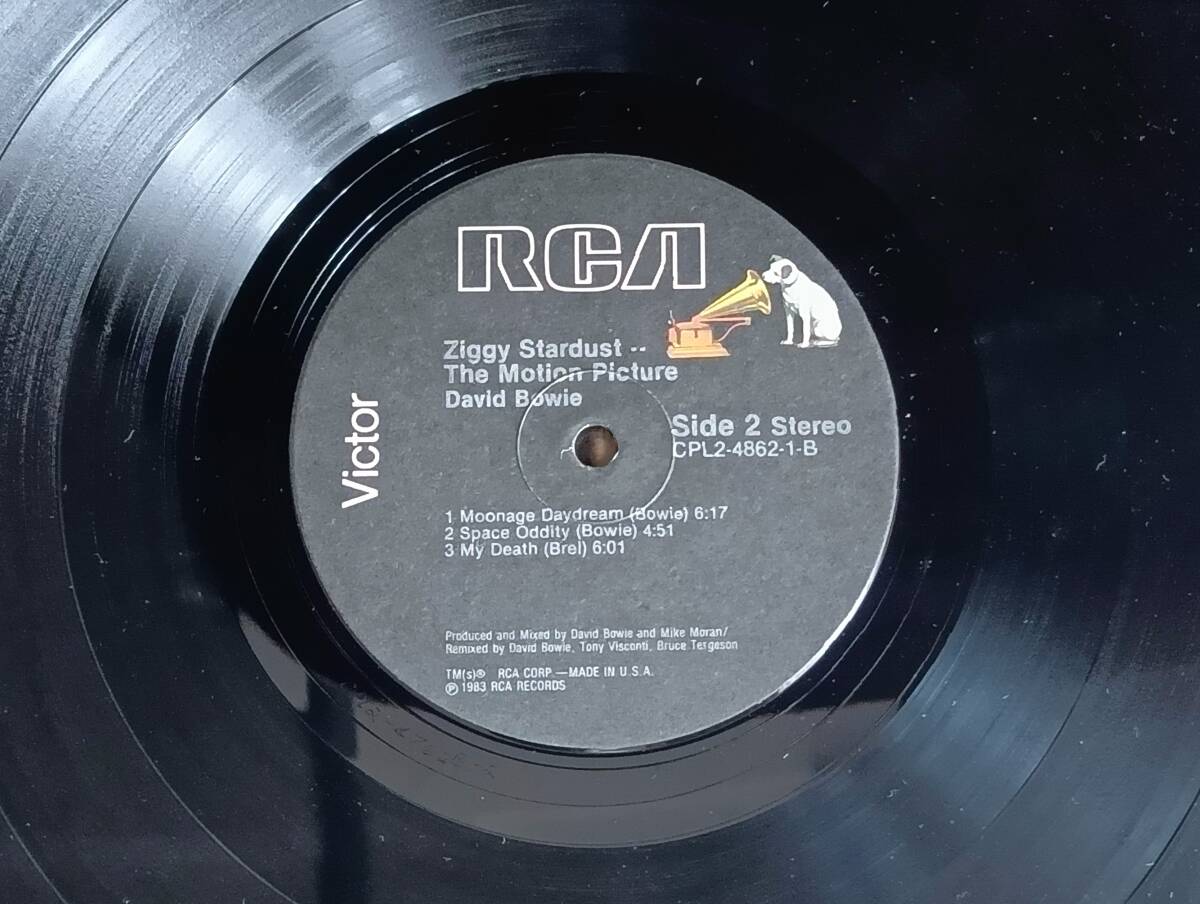 RCA
Ziggy Stardust --
The Motion Picture
David Bowie
Victor
Side 2 Stereo
CPL2-4862-1-B
1 Moonage Daydream (Bowie) 6:17
2 Space Oddity (Bowie) 4:51
3 My Death (Brel) 6:01
Produced and Mixed by David Bowie and Mike Moran/
Remixed by David Bowie, Tony Visconti, Bruce Tergeson
TM(s)® RCA CORP.—MADE IN U.S.A.
℗ 1983 RCA RECORDS